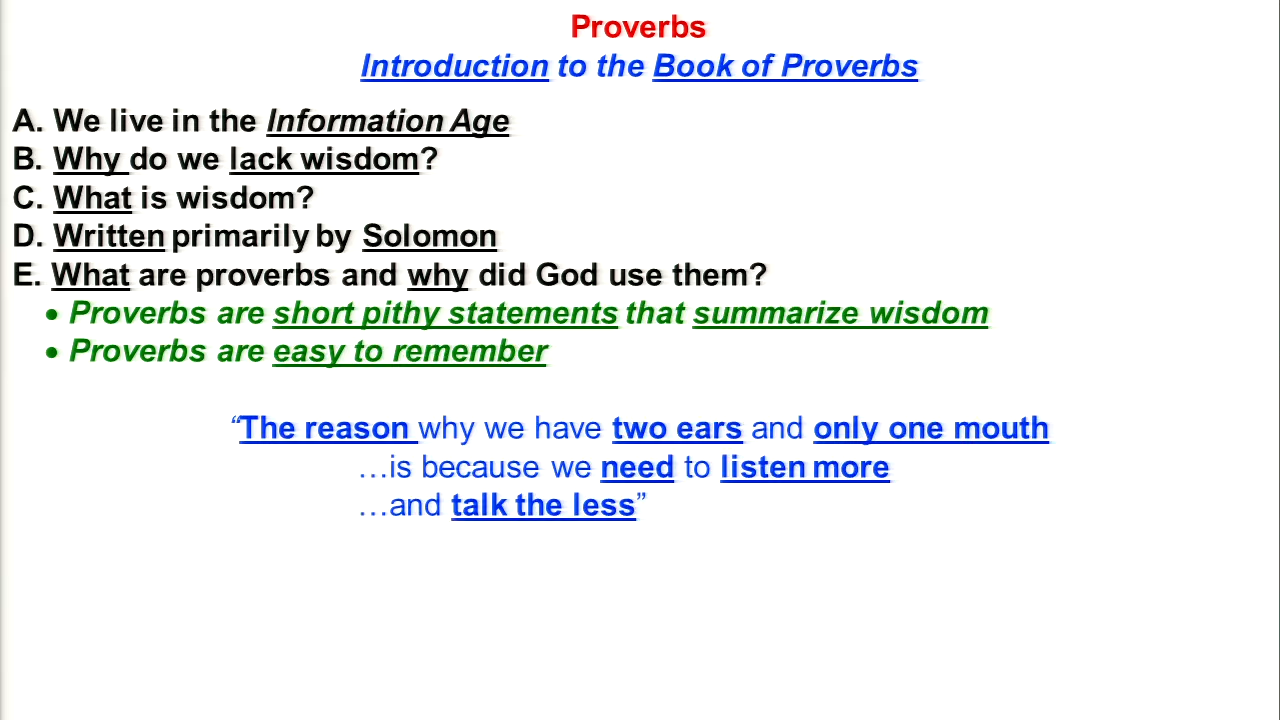 Proverbs
Introduction to the Book of Proverbs
A. We live in the Information Age
B. Why do we lack wisdom?
C. What is wisdom?
D. Written primarily by Solomon
E. What are proverbs and why did God use them?
• Proverbs are short pithy statements that summarize wisdom
• Proverbs are easy to remember
“The reason why we have two ears and only one mouth
…is because we need to listen more
…and talk the less”